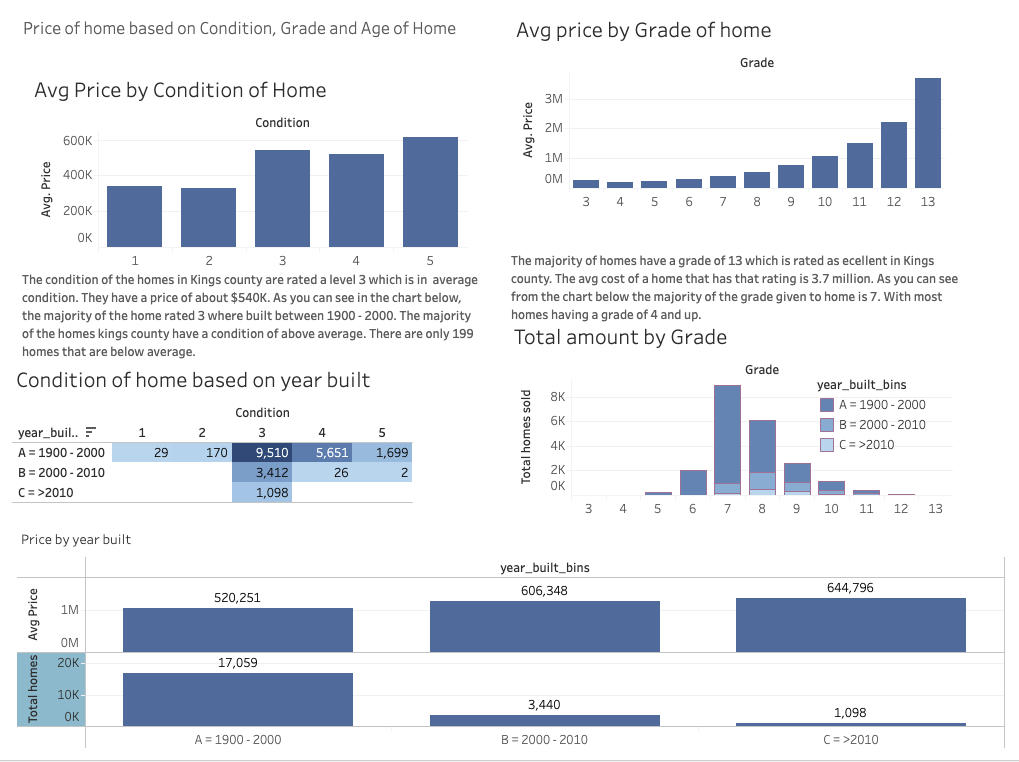 Price of home based on Condition, Grade and Age of Home
Avg Price by Condition of Home
Condition
Avg. Price
600K
400K
200K
0K
1 2 3 4 5
The condition of the homes in Kings county are rated a level 3 which is in average
condition. They have a price of about $540K. As you can see in the chart below,
the majority of the home rated 3 where built between 1900 - 2000. The majority
of the homes kings county have a condition of above average. There are only 199
homes that are below average.
Condition of home based on year built
Condition
year_buil.. 1 2 3 4 5
A = 1900 - 2000 29 170 9,510 5,651 1,699
B = 2000 - 2010 3,412 26 2
C = >2010 1,098
Avg price by Grade of home
Grade
Avg. Price
3M
2M
1M
0M
3 4 5 6 7 8 9 10 11 12 13
The majority of homes have a grade of 13 which is rated as ecellent in Kings
county. The avg cost of a home that has that rating is 3.7 million. As you can see
from the chart below the majority of the grade given to home is 7. With most
homes having a grade of 4 and up.
Total amount by Grade
Grade
Total homes sold
8K
6K
4K
2K
0K
year_built_bins
A = 1900 - 2000
B = 2000 - 2010
C = >2010
3 4 5 6 7 8 9 10 11 12 13
Price by year built
year_built_bins
Avg Price
1M
0M
520,251 606,348 644,796
Total homes
20K
10K
0K
17,059 3,440 1,098
A = 1900 - 2000 B = 2000 - 2010 C = >2010